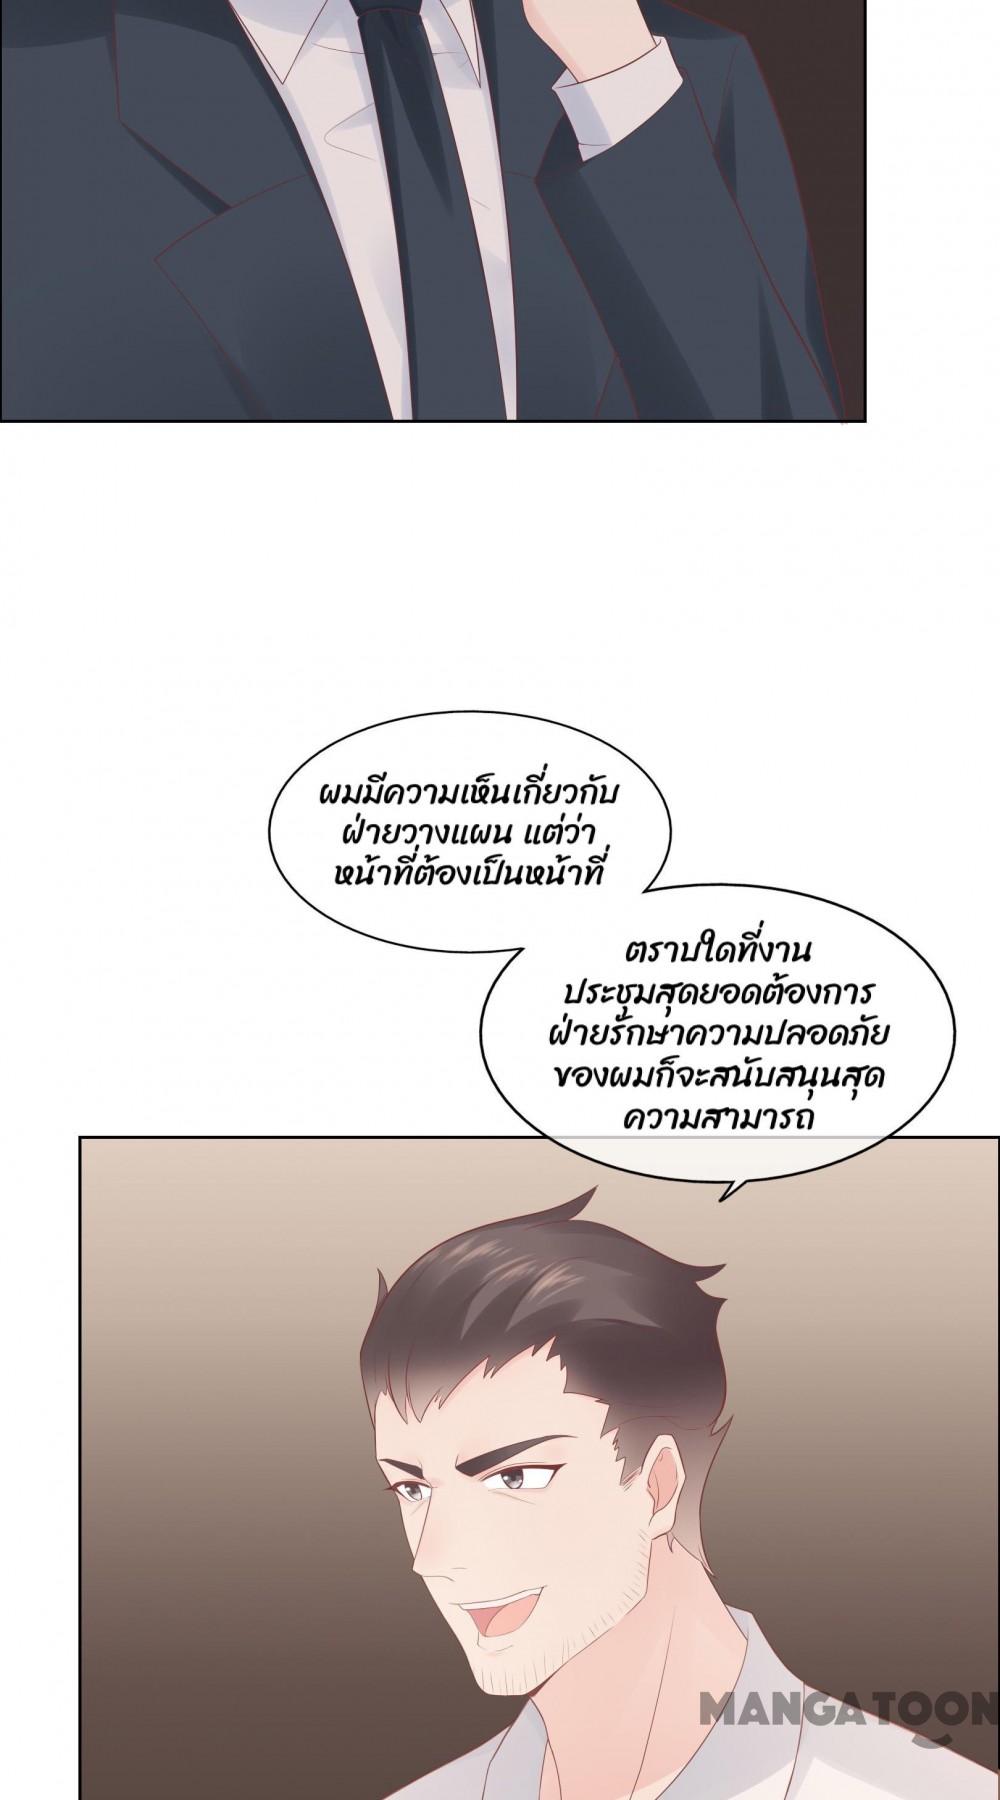 ผมมีความเห็นเกี่ยวกับ
ฝ่ายวางแผน แต่ว่า
หน้าที่ต้องเป็นหน้าที่
ตราบใดที่งาน
ประชุมสุดยอดต้องการ
ฝ่ายรักษาความปลอดภัย
ของผมก็จะสนับสนุนสุด
ความสามารถ
MANGATOON